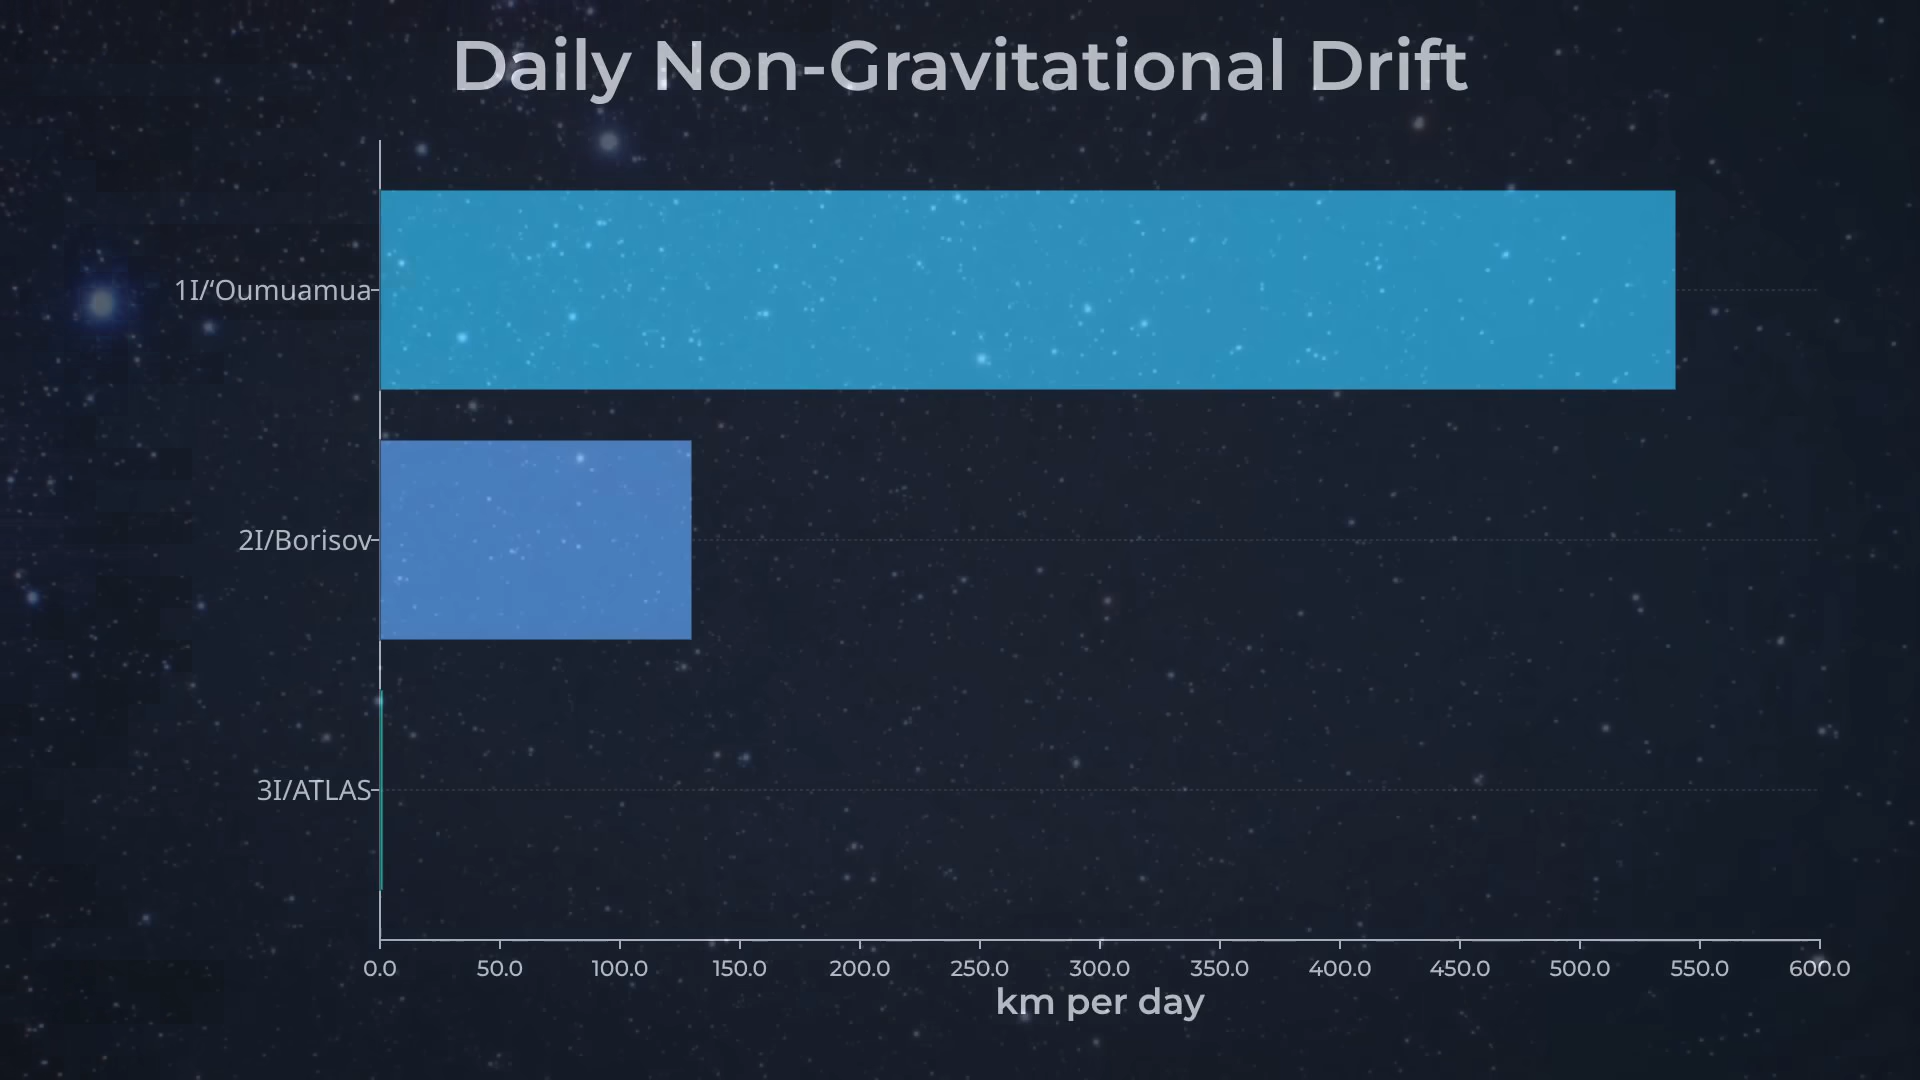 Daily Non-Gravitational Drift
1I/‘Oumuamua
2I/Borisov
3I/ATLAS
0.0 50.0 100.0 150.0 200.0 250.0 300.0 350.0 400.0 450.0 500.0 550.0 600.0
km per day